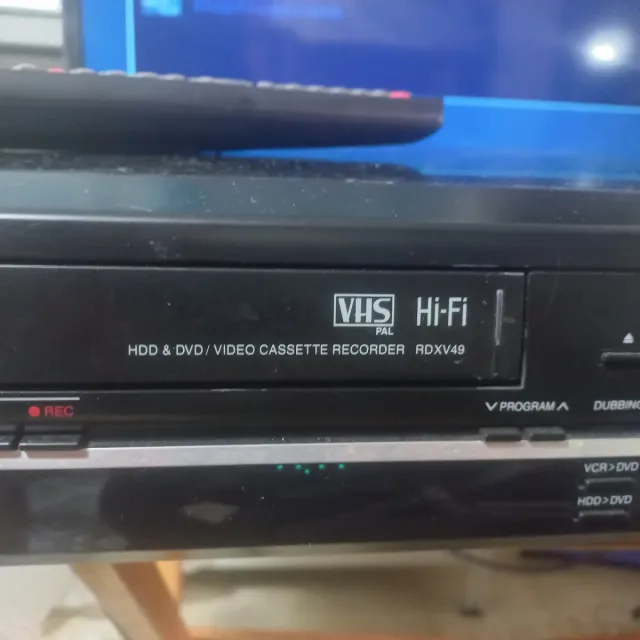 VHS Hi-Fi
PAL
HDD & DVD / VIDEO CASSETTE RECORDER RDXV49
REC
PROGRAM
DUBBING
VCR>DVD
HDD>DVD